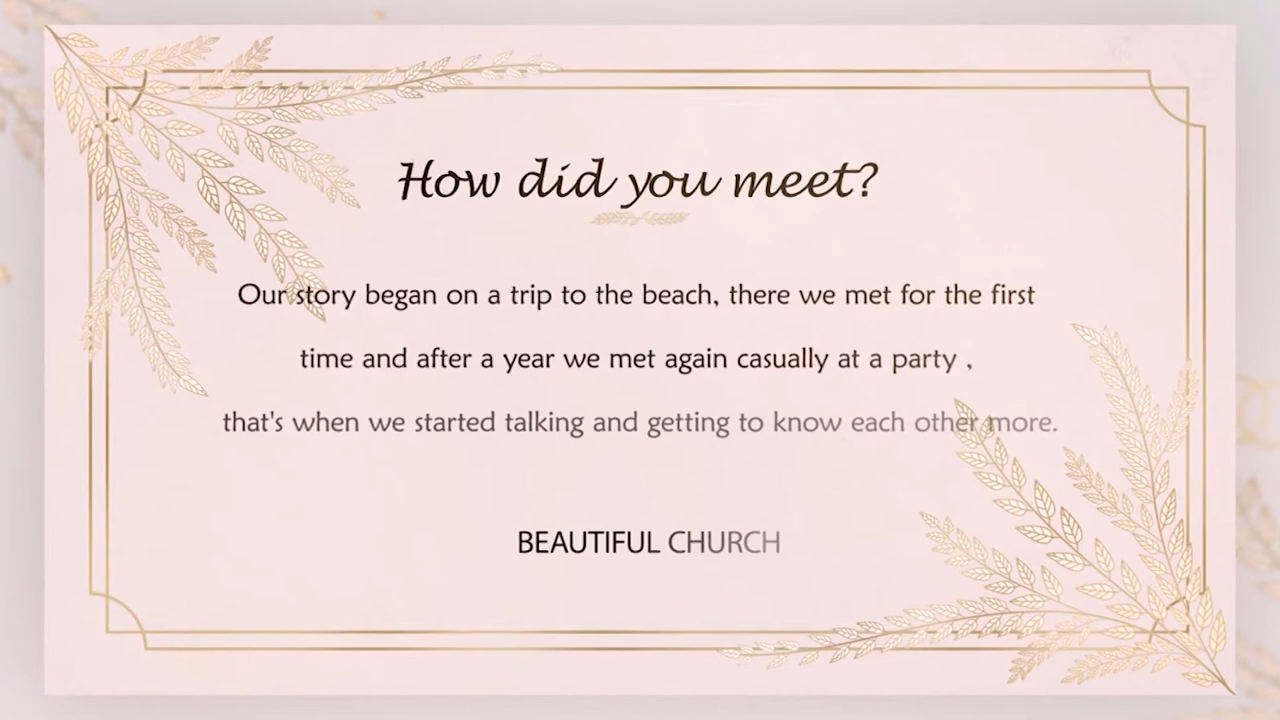 How did you meet?
Our story began on a trip to the beach, there we met for the first
time and after a year we met again casually at a party ,
that's when we started talking and getting to know each other more.
BEAUTIFUL CHURCH